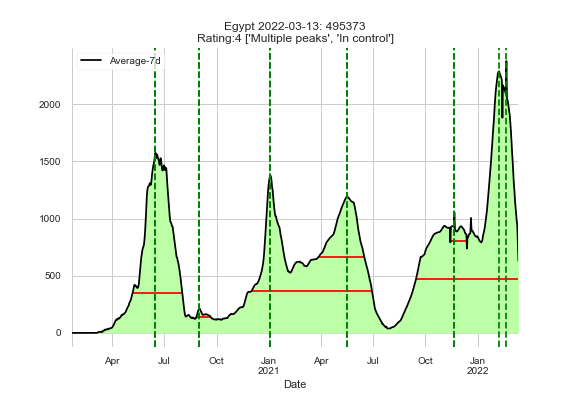 Egypt 2022-03-13: 495373
Rating:4 ['Multiple peaks', 'In control']
Average-7d
2000
1500
1000
500
0
Apr Jul Oct Jan Apr Jul Oct Jan
2021 2022
Date